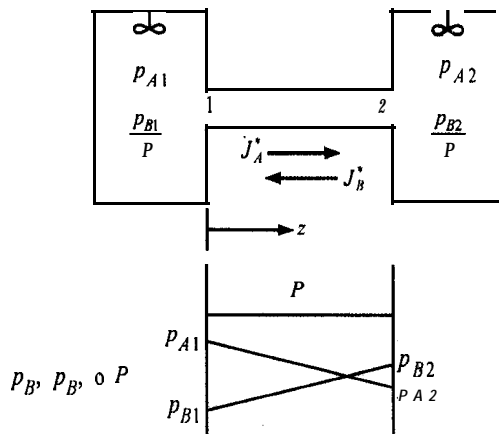 p_A1
p_A2
1
2
p_B1
P
p_B2
P
J*_A
J*_B
z
P
p_A1
p_B2
p_B, p_B, o P
p_A2
p_B1